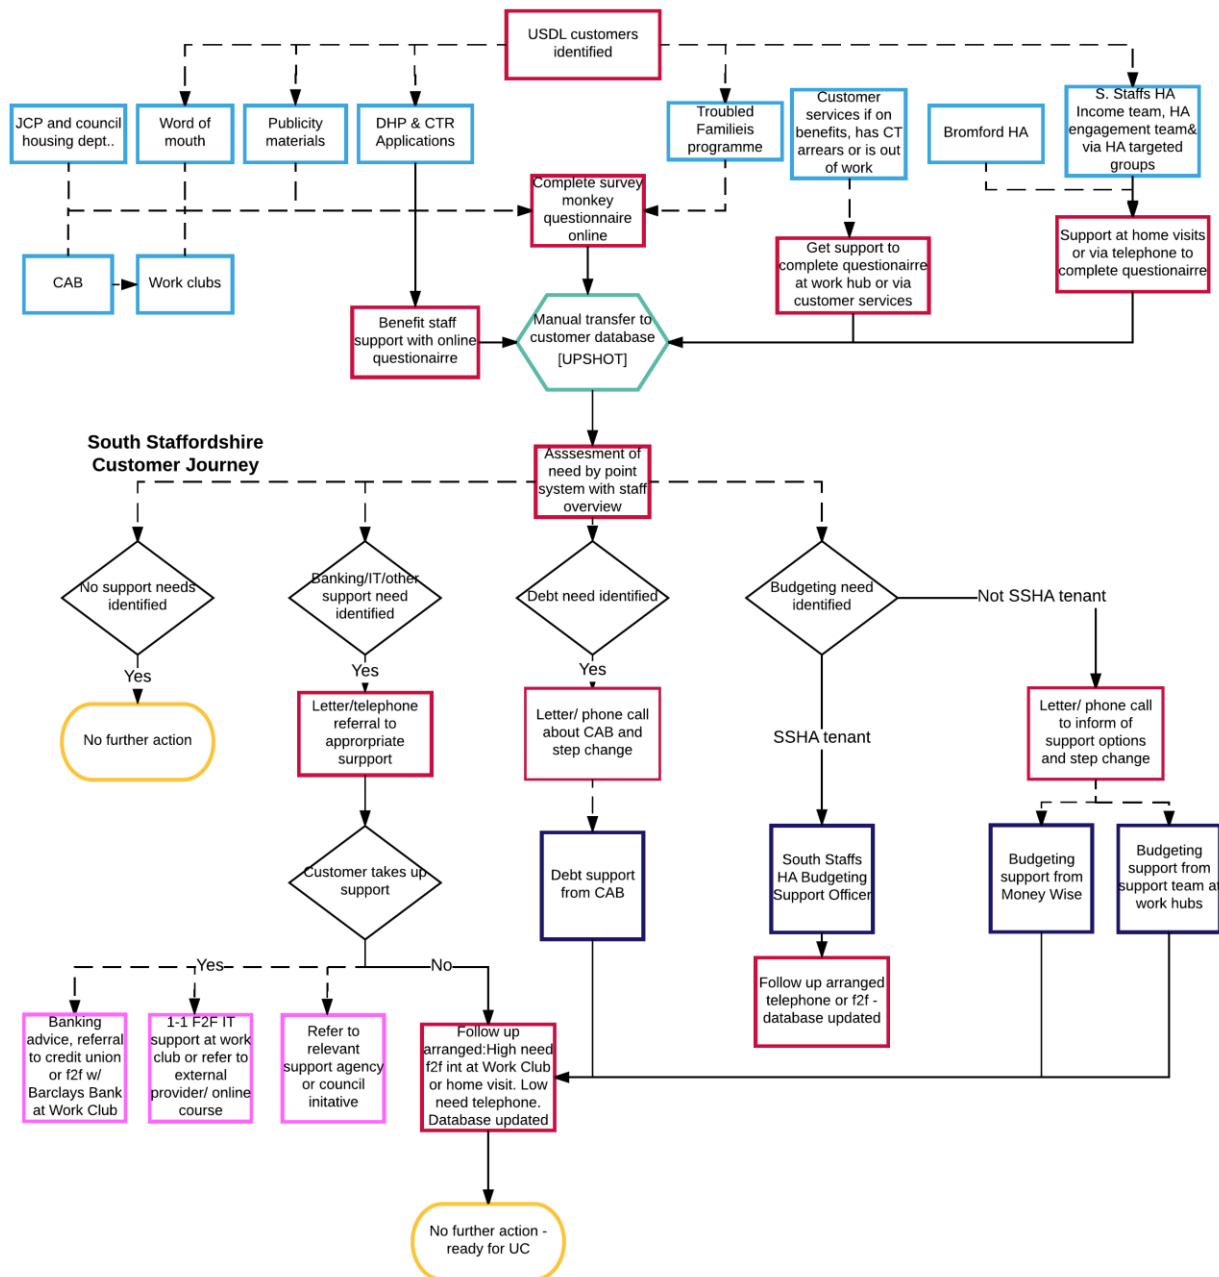 USDL customers
identified
JCP and council
housing dept..
Word of
mouth
Publicity
materials
DHP & CTR
Applications
Troubled
Familieis
programme
Customer
services if on
benefits, has CT
arrears or is out
of work
Bromford HA
S. Staffs HA
Income team, HA
engagement team&
via HA targeted
groups
Complete survey
monkey
questionnaire
online
CAB
Work clubs
Get support to
complete questionairre
at work hub or via
customer services
Support at home visits
or via telephone to
complete questionairre
Benefit staff
support with online
questionairre
Manual transfer to
customer database
[UPSHOT]
South Staffordshire
Customer Journey
Asssesment of
need by point
system with staff
overview
No support needs
identified
Banking/IT/other
support need
identified
Debt need identified
Budgeting need
identified
Not SSHA tenant
Yes
Yes
Yes
SSHA tenant
No further action
Letter/telephone
referral to
approrpriate
surpport
Letter/ phone call
about CAB and
step change
Letter/ phone call
to inform of
support options
and step change
Customer takes up
support
Debt support
from CAB
South Staffs
HA Budgeting
Support Officer
Budgeting
support from
Money Wise
Budgeting
support from
support team at
work hubs
Yes
No
Banking
advice, referral
to credit union
or f2f w/
Barclays Bank
at Work Club
1-1 F2F IT
support at work
club or refer to
external
provider/ online
course
Refer to
relevant
support agency
or council
initative
Follow up
arranged:High need
f2f int at Work Club
or home visit. Low
need telephone.
Database updated
Follow up arranged
telephone or f2f -
database updated
No further action -
ready for UC